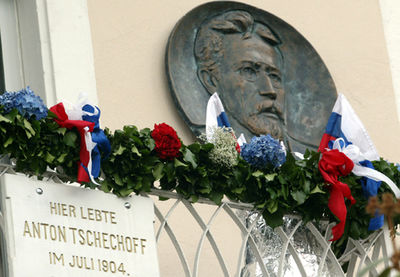 HIER LEBTE
ANTON TSCHECHOFF
IM JULI 1904.